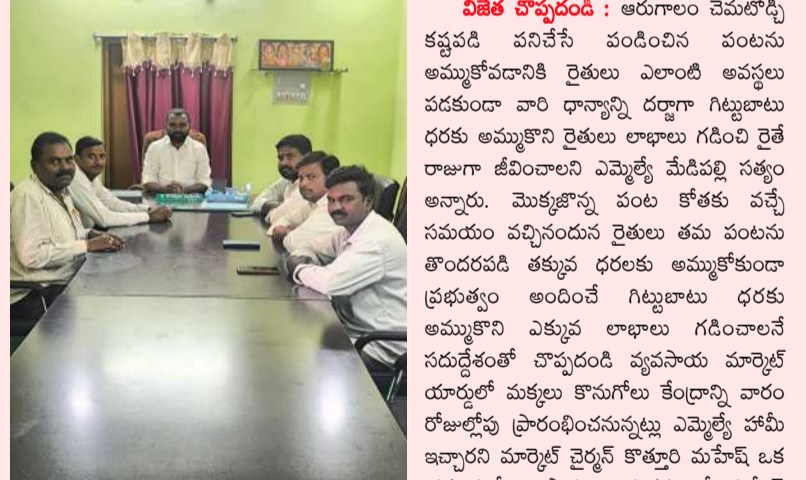 విజేత చొప్పదండి : ఆరుగాలం చెమటోడ్చి
కష్టపడి పనిచేసే పండించిన పంటను
అమ్ముకోవడానికి రైతులు ఎలాంటి అవస్థలు
పడకుండా వారి ధాన్యాన్ని దర్జాగా గిట్టుబాటు
ధరకు అమ్ముకొని రైతులు లాభాలు గడించి రైతే
రాజుగా జీవించాలని ఎమ్మెల్యే మేడిపల్లి సత్యం
అన్నారు. మొక్కజొన్న పంట కోతకు వచ్చే
సమయం వచ్చినందున రైతులు తమ పంటను
తొందరపడి తక్కువ ధరలకు అమ్ముకోకుండా
ప్రభుత్వం అందించే గిట్టుబాటు ధరకు
అమ్ముకొని ఎక్కువ లాభాలు గడించాలనే
సదుద్దేశంతో చొప్పదండి వ్యవసాయ మార్కెట్
యార్డులో మక్కలు కొనుగోలు కేంద్రాన్ని వారం
రోజుల్లోపు ప్రారంభించనున్నట్లు ఎమ్మెల్యే హామీ
ఇచ్చారని మార్కెట్ చైర్మన్ కొత్తూరి మహేష్ ఒక